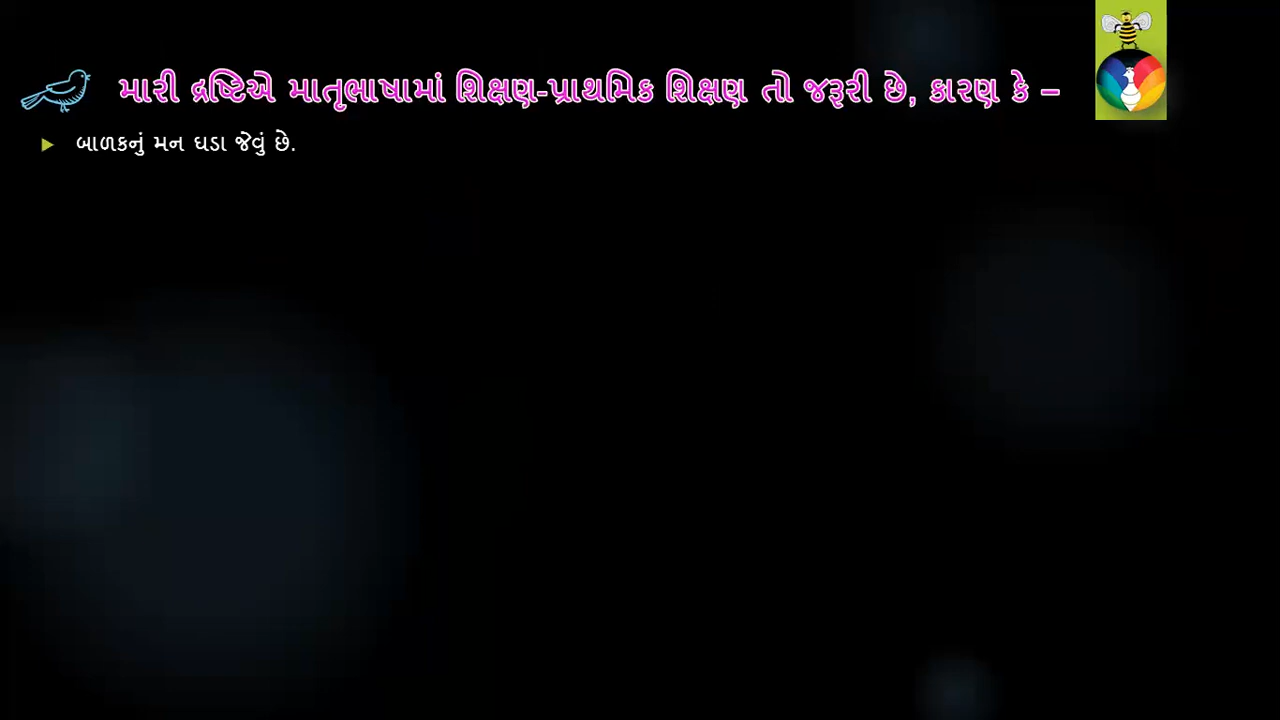 મારી દ્રષ્ટિએ માતૃભાષામાં શિક્ષણ-પ્રાથમિક શિક્ષણ તો જરૂરી છે, કારણ કે –
બાળકનું મન ઘડા જેવું છે.